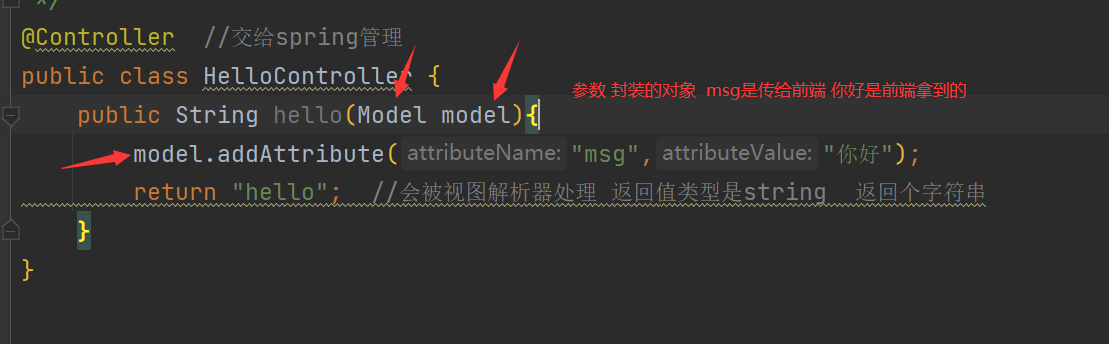 */
@Controller  //交给spring管理
public class HelloController {
public String hello(Model model){  参数 封装的对象  msg是传给前端 你好是前端拿到的
model.addAttribute( attributeName: "msg", attributeValue: "你好");
return "hello";  //会被视图解析器处理 返回值类型是string  返回个字符串
}
}